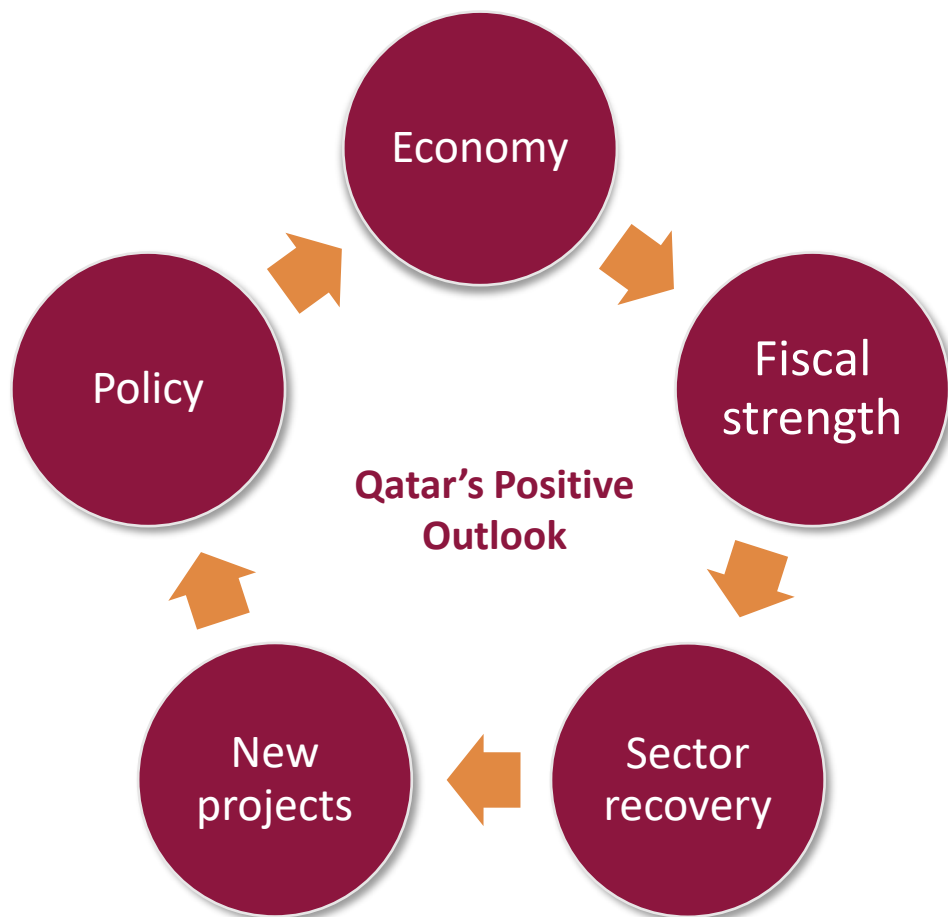 Economy
Fiscal
strength
Sector
recovery
New
projects
Policy
Qatar’s Positive
Outlook